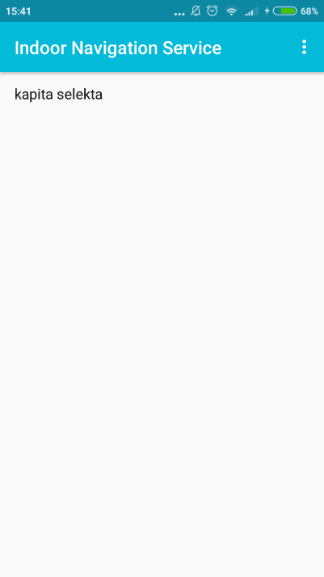 15:41 ... 68%
Indoor Navigation Service
kapita selekta